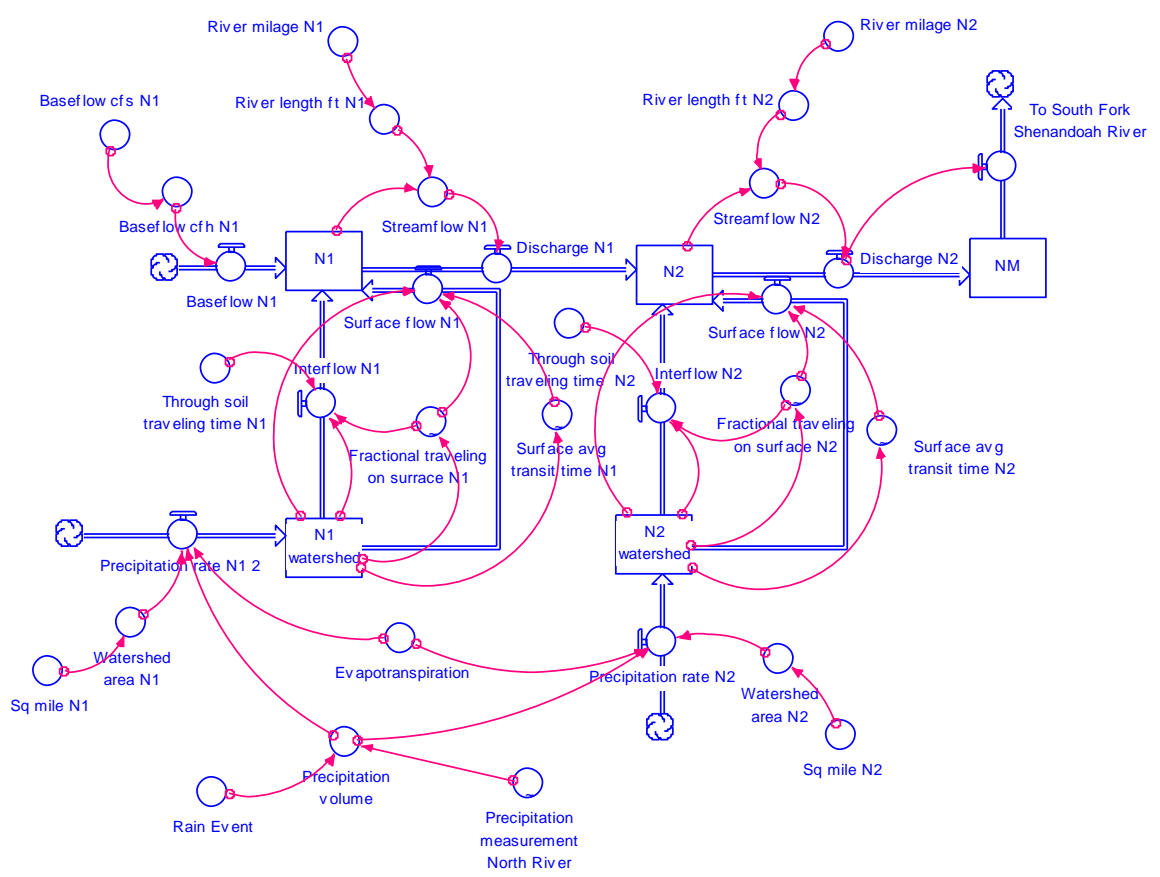 River milage N1
River milage N2
Baseflow cfs N1
River length ft N1
River length ft N2
To South Fork
Shenandoah River
Baseflow cfh N1
Streamflow N1
Streamflow N2
N1
Discharge N1
N2
Discharge N2
NM
Baseflow N1
Surface flow N1
Surface flow N2
Through soil
traveling time N2
Interflow N1
Interflow N2
Through soil
traveling time N1
Fractional traveling
on surrace N1
Surface avg
transit time N1
Fractional traveling
on surface N2
Surface avg
transit time N2
N1
watershed
N2
watershed
Precipitation rate N1 2
Watershed
area N1
Evapotranspiration
Precipitation rate N2
Watershed
area N2
Sq mile N1
Sq mile N2
Precipitation
volume
Rain Event
Precipitation
measurement
North River